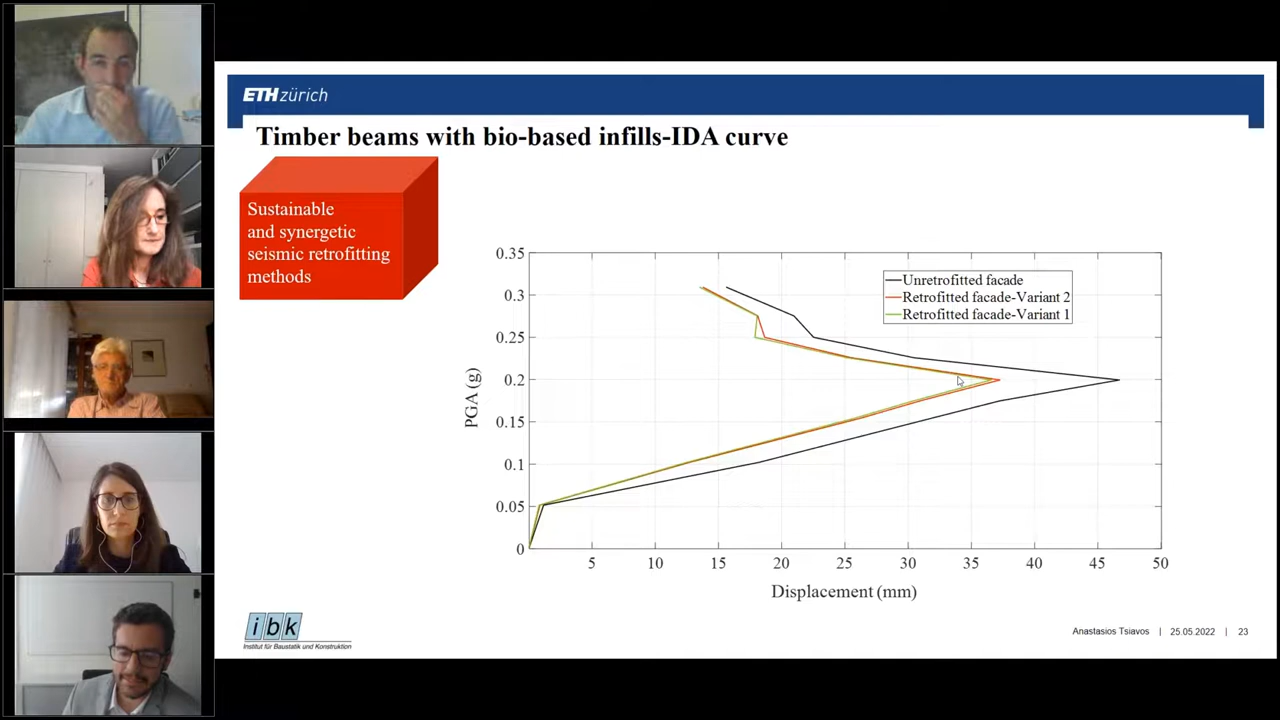 ETH zürich
Timber beams with bio-based infills-IDA curve
Sustainable
and synergetic
seismic retrofitting
methods
0.35
0.3
0.25
0.2
0.15
0.1
0.05
0
PGA (g)
Unretrofitted facade
Retrofitted facade-Variant 2
Retrofitted facade-Variant 1
5 10 15 20 25 30 35 40 45 50
Displacement (mm)
ibk
Institut für Baustatik und Konstruktion
Anastasios Tsiavos | 25.05.2022 | 23